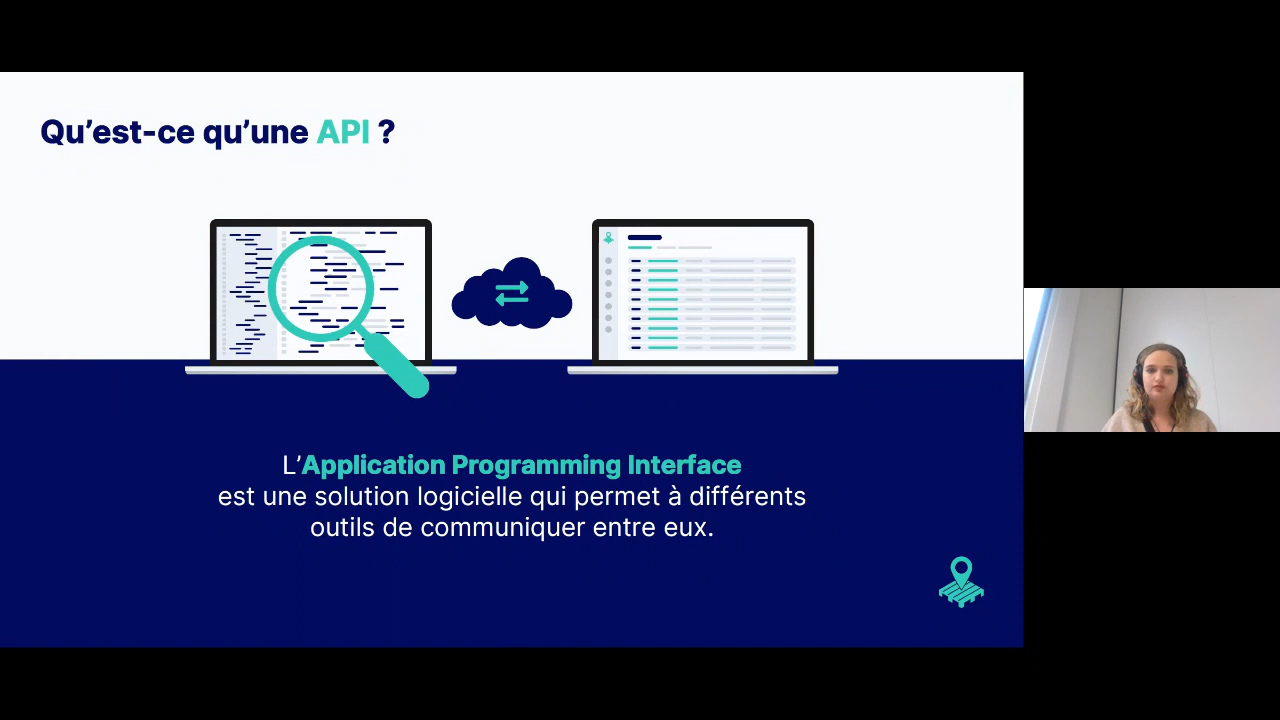 Qu’est-ce qu’une API ?
L’Application Programming Interface
est une solution logicielle qui permet à différents
outils de communiquer entre eux.